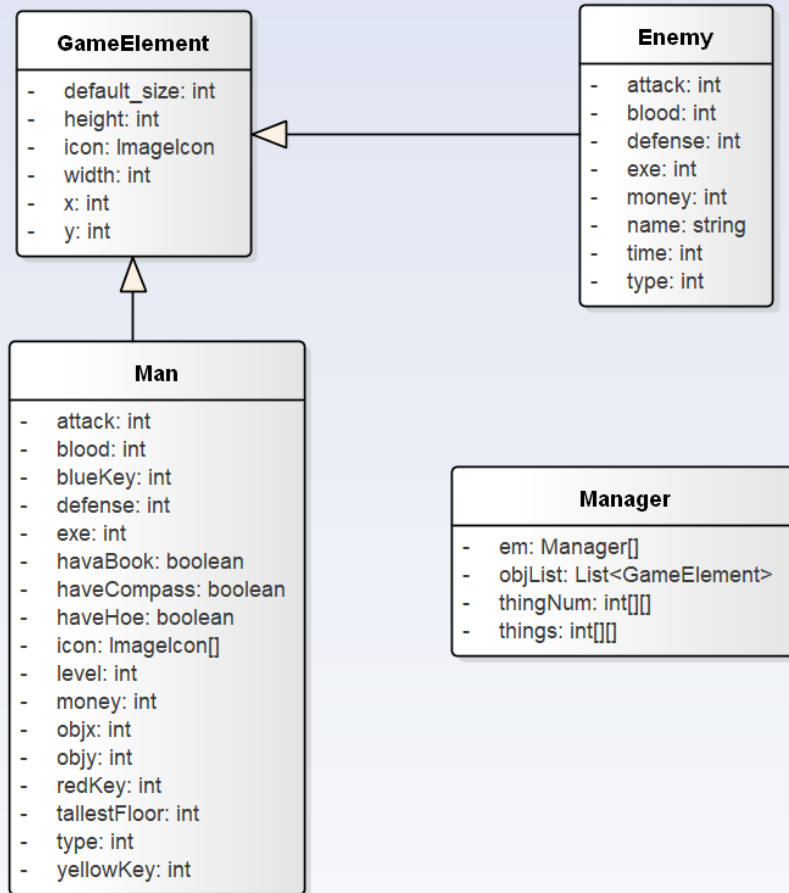 GameElement
- default_size: int
- height: int
- icon: ImageIcon
- width: int
- x: int
- y: int
Enemy
- attack: int
- blood: int
- defense: int
- exe: int
- money: int
- name: string
- time: int
- type: int
Man
- attack: int
- blood: int
- blueKey: int
- defense: int
- exe: int
- havaBook: boolean
- haveCompass: boolean
- haveHoe: boolean
- icon: ImageIcon[]
- level: int
- money: int
- objx: int
- objy: int
- redKey: int
- tallestFloor: int
- type: int
- yellowKey: int
Manager
- em: Manager[]
- objList: List<GameElement>
- thingNum: int[][]
- things: int[][]